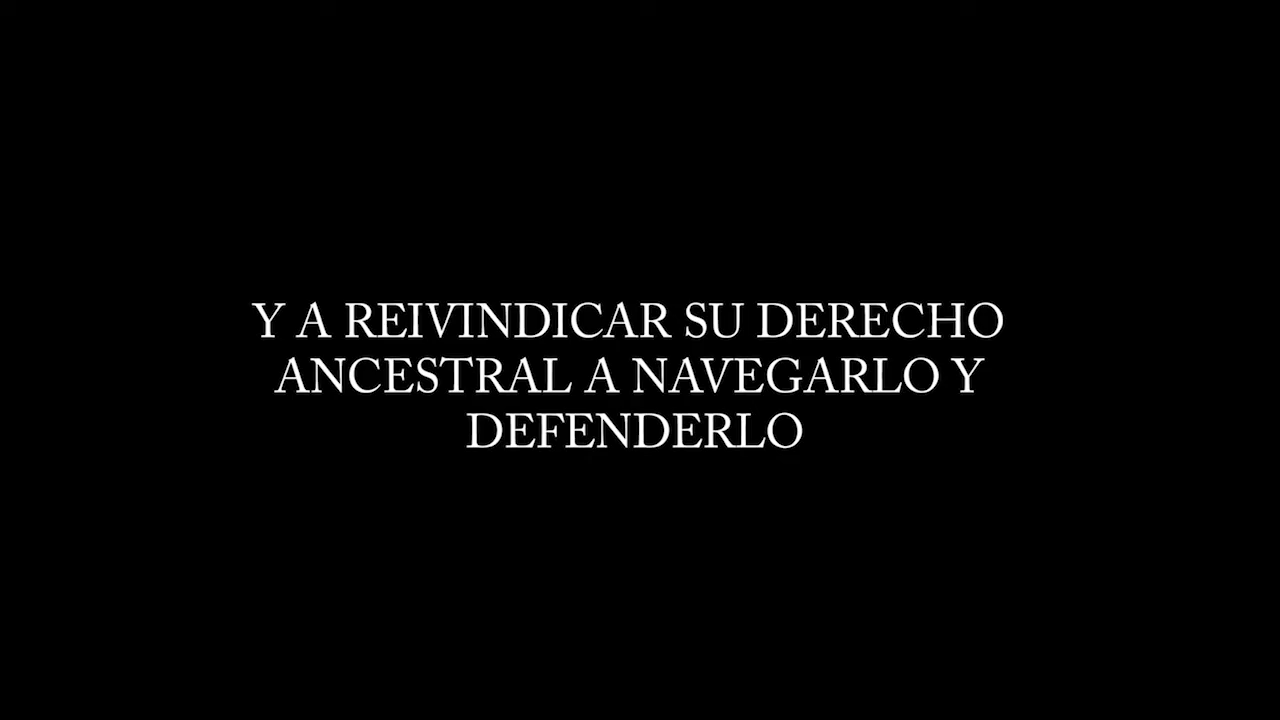 Y A REIVINDICAR SU DERECHO
ANCESTRAL A NAVEGARLO Y
DEFENDERLO